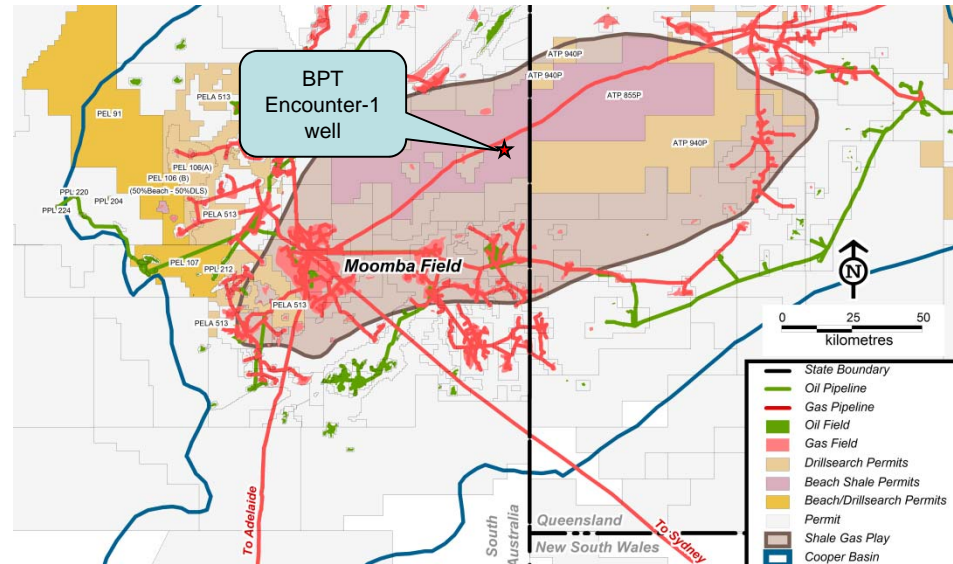 BPT
Encounter-1
well
PELA 513
PEL 91
PEL 106(A)
PEL 106 (B)
(50%Beach - 50%DLS)
PPL 220
PPL 204
PPL 224
PELA 513
PEL 107
PPL 212
PELA 513
PELA 513
Moomba Field
ATP 940P
ATP 940P
ATP 855P
ATP 940P
N
0 25 50
kilometres
To Adelaide
To Sydney
South
Australia
Queensland
New South Wales
State Boundary
Oil Pipeline
Gas Pipeline
Oil Field
Gas Field
Drillsearch Permits
Beach Shale Permits
Beach/Drillsearch Permits
Permit
Shale Gas Play
Cooper Basin